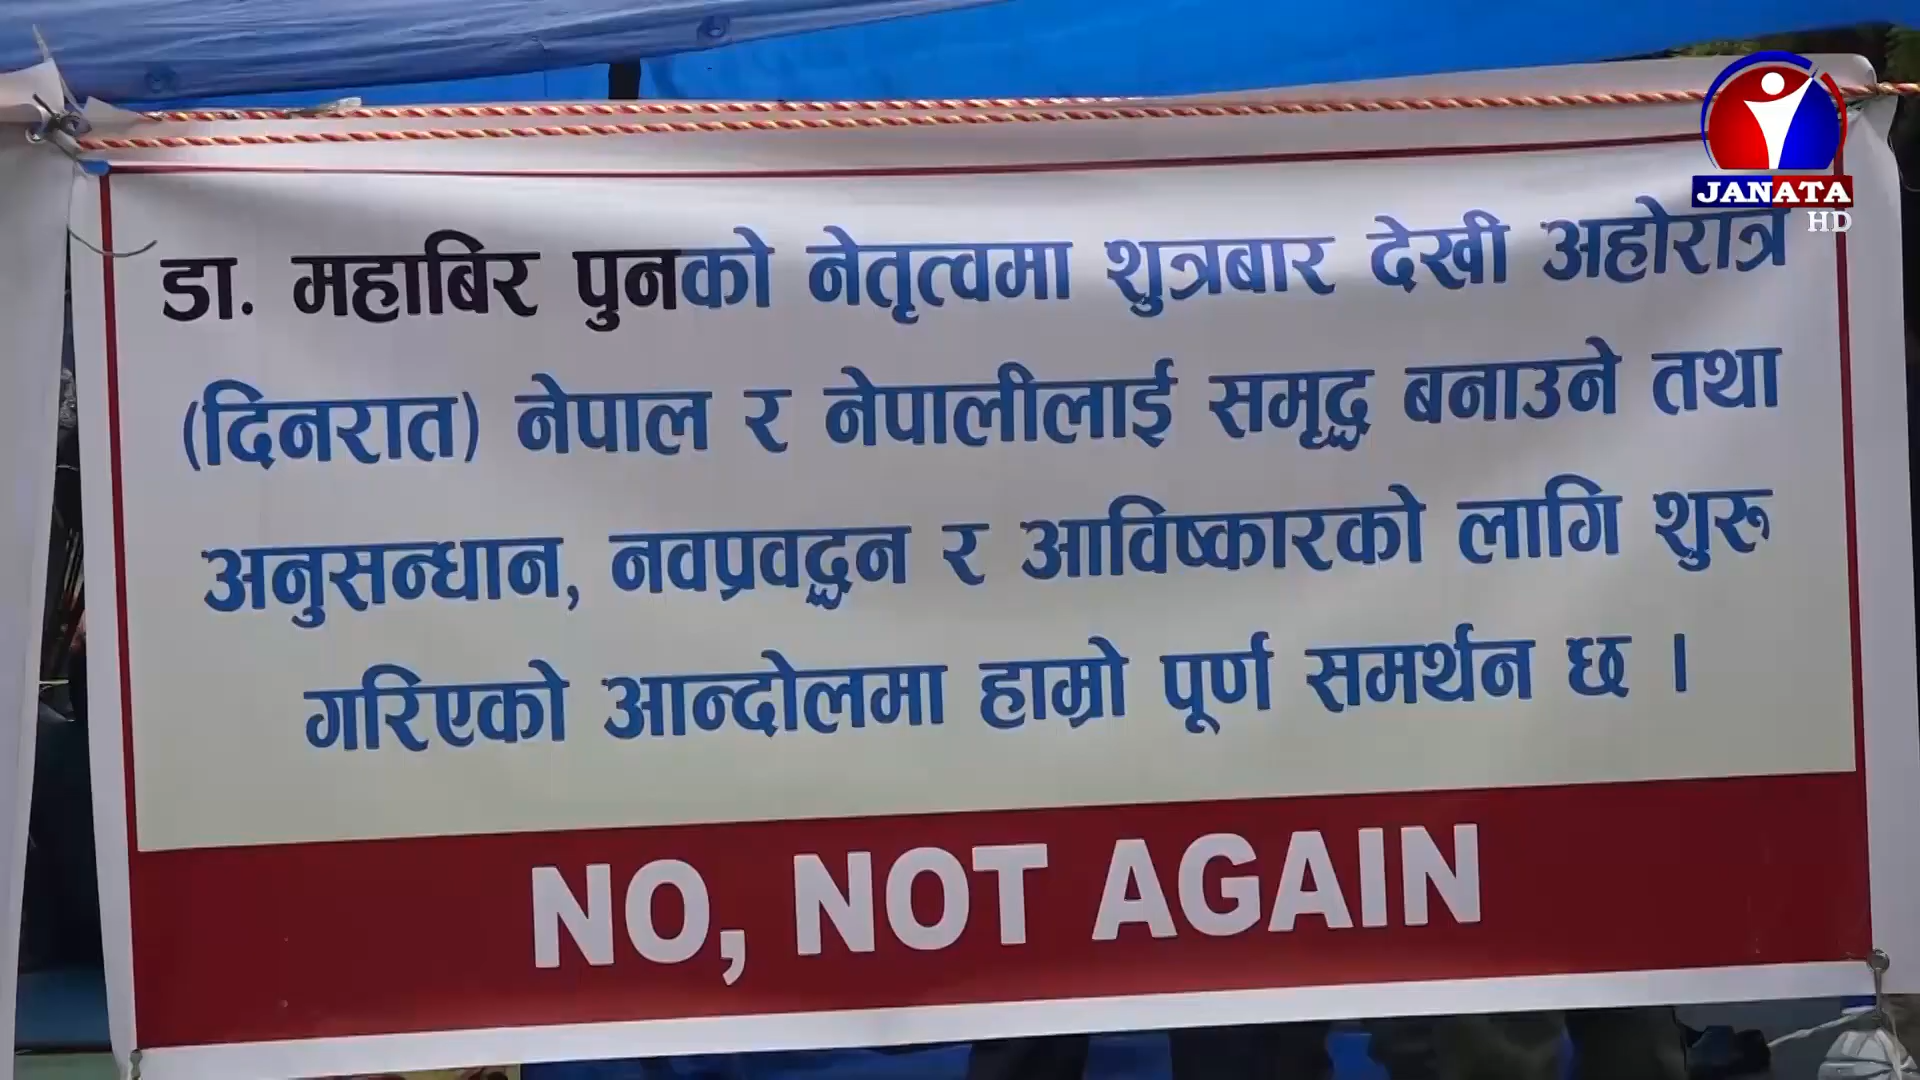 JANATA
HD
डा. महाबिर पुनको नेतृत्वमा शुत्रबार देखी अहोरात्र
(दिनरात) नेपाल र नेपालीलाई समृद्ध बनाउने तथा
अनुसन्धान, नवप्रवद्धन र आविष्कारको लागि शुरू
गरिएको आन्दोलमा हाम्रो पूर्ण समर्थन छ ।
NO, NOT AGAIN